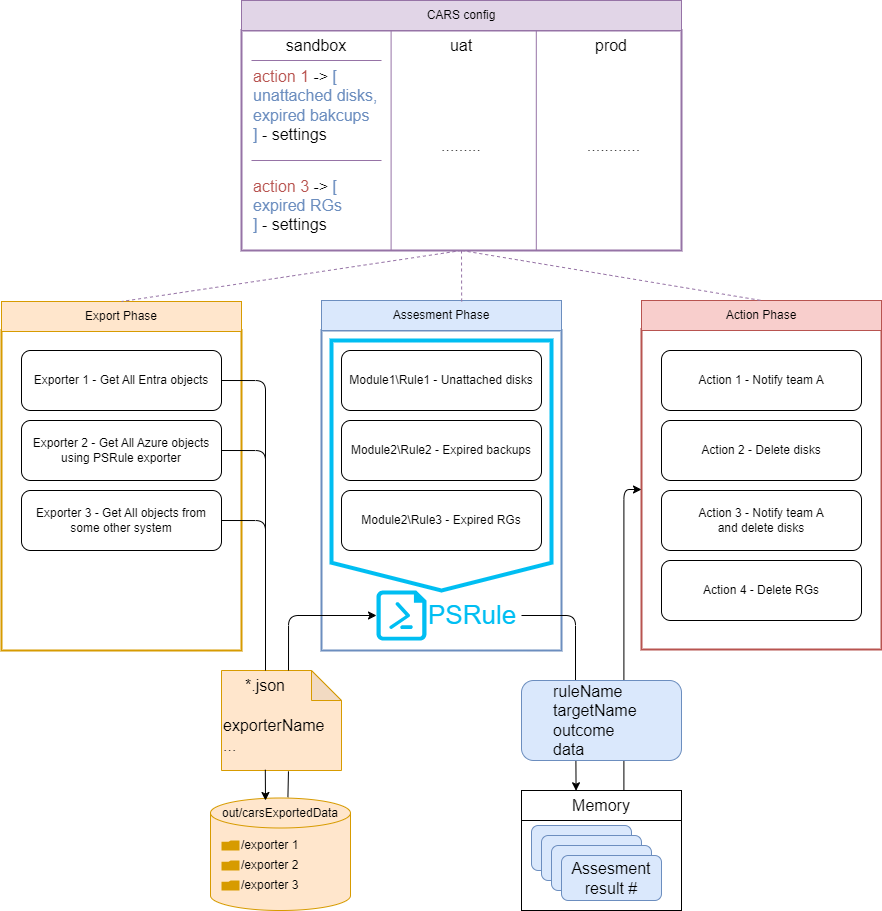 CARS config
sandbox
uat
prod
action 1 -> [
unattached disks,
expired bakcups
] - settings
.........
............
action 3 -> [
expired RGs
] - settings
Export Phase
Exporter 1 - Get All Entra objects
Exporter 2 - Get All Azure objects
using PSRule exporter
Exporter 3 - Get All objects from
some other system
Assesment Phase
Module1\Rule1 - Unattached disks
Module2\Rule2 - Expired backups
Module2\Rule3 - Expired RGs
PSRule
Action Phase
Action 1 - Notify team A
Action 2 - Delete disks
Action 3 - Notify team A
and delete disks
Action 4 - Delete RGs
*.json
exporterName
...
out/carsExportedData
/exporter 1
/exporter 2
/exporter 3
ruleName
targetName
outcome
data
Memory
Assesment
result #